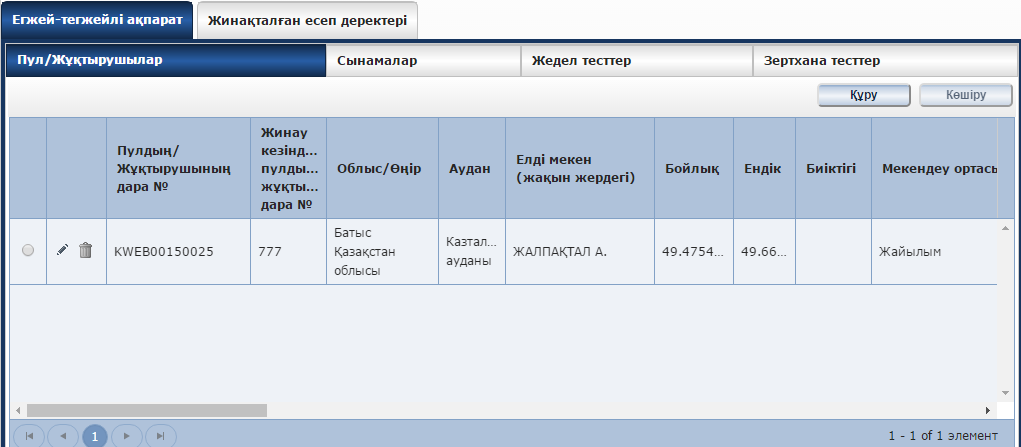 Егжей-тегжейлі ақпарат
Жинақталған есеп деректері
Пул/Жұқтырушылар
Сынамалар
Жедел тесттер
Зертхана тесттер
Құру
Көшіру
Пулдың/
Жұқтырушының
дара №
Жинау
кезінд...
пулды...
жұқты...
дара №
Облыс/Өңір
Аудан
Елді мекен
(жақын жердегі)
Бойлық
Ендік
Биіктігі
Мекендеу ортасы
KWEB00150025
777
Батыс
Қазақстан
облысы
Казтал...
ауданы
ЖАЛПАҚТАЛ А.
49.4754...
49.66...
Жайылым
1
1 - 1 of 1 элемент